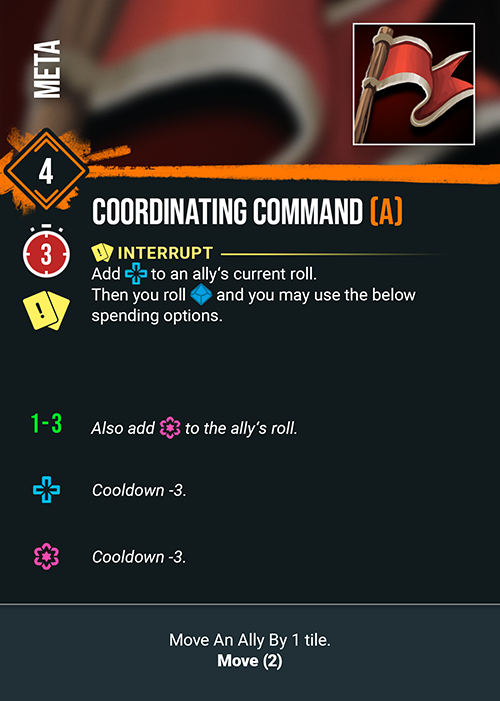 META
4
COORDINATING COMMAND (A)
3
INTERRUPT
Add to an ally's current roll.
Then you roll and you may use the below
spending options.
1-3
Also add to the ally's roll.
Cooldown -3.
Cooldown -3.
Move An Ally By 1 tile.
Move (2)